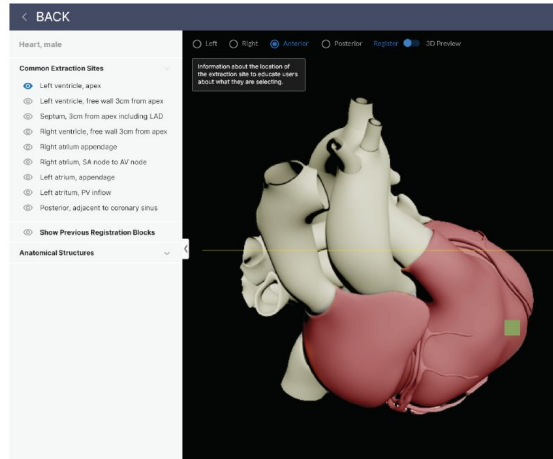 < BACK
Heart, male
Left
Right
Anterior
Posterior
Register
3D Preview
Common Extraction Sites
Information about the location of
the extraction site to educate users
about what they are selecting.
Left ventricle, apex
Left ventricle, free wall 3cm from apex
Septum, 3cm from apex including LAD
Right ventricle, free wall 3cm from apex
Right atrium appendage
Right atrium, SA node to AV node
Left atrium, appendage
Left atritum, PV inflow
Posterior, adjacent to coronary sinus
Show Previous Registration Blocks
Anatomical Structures